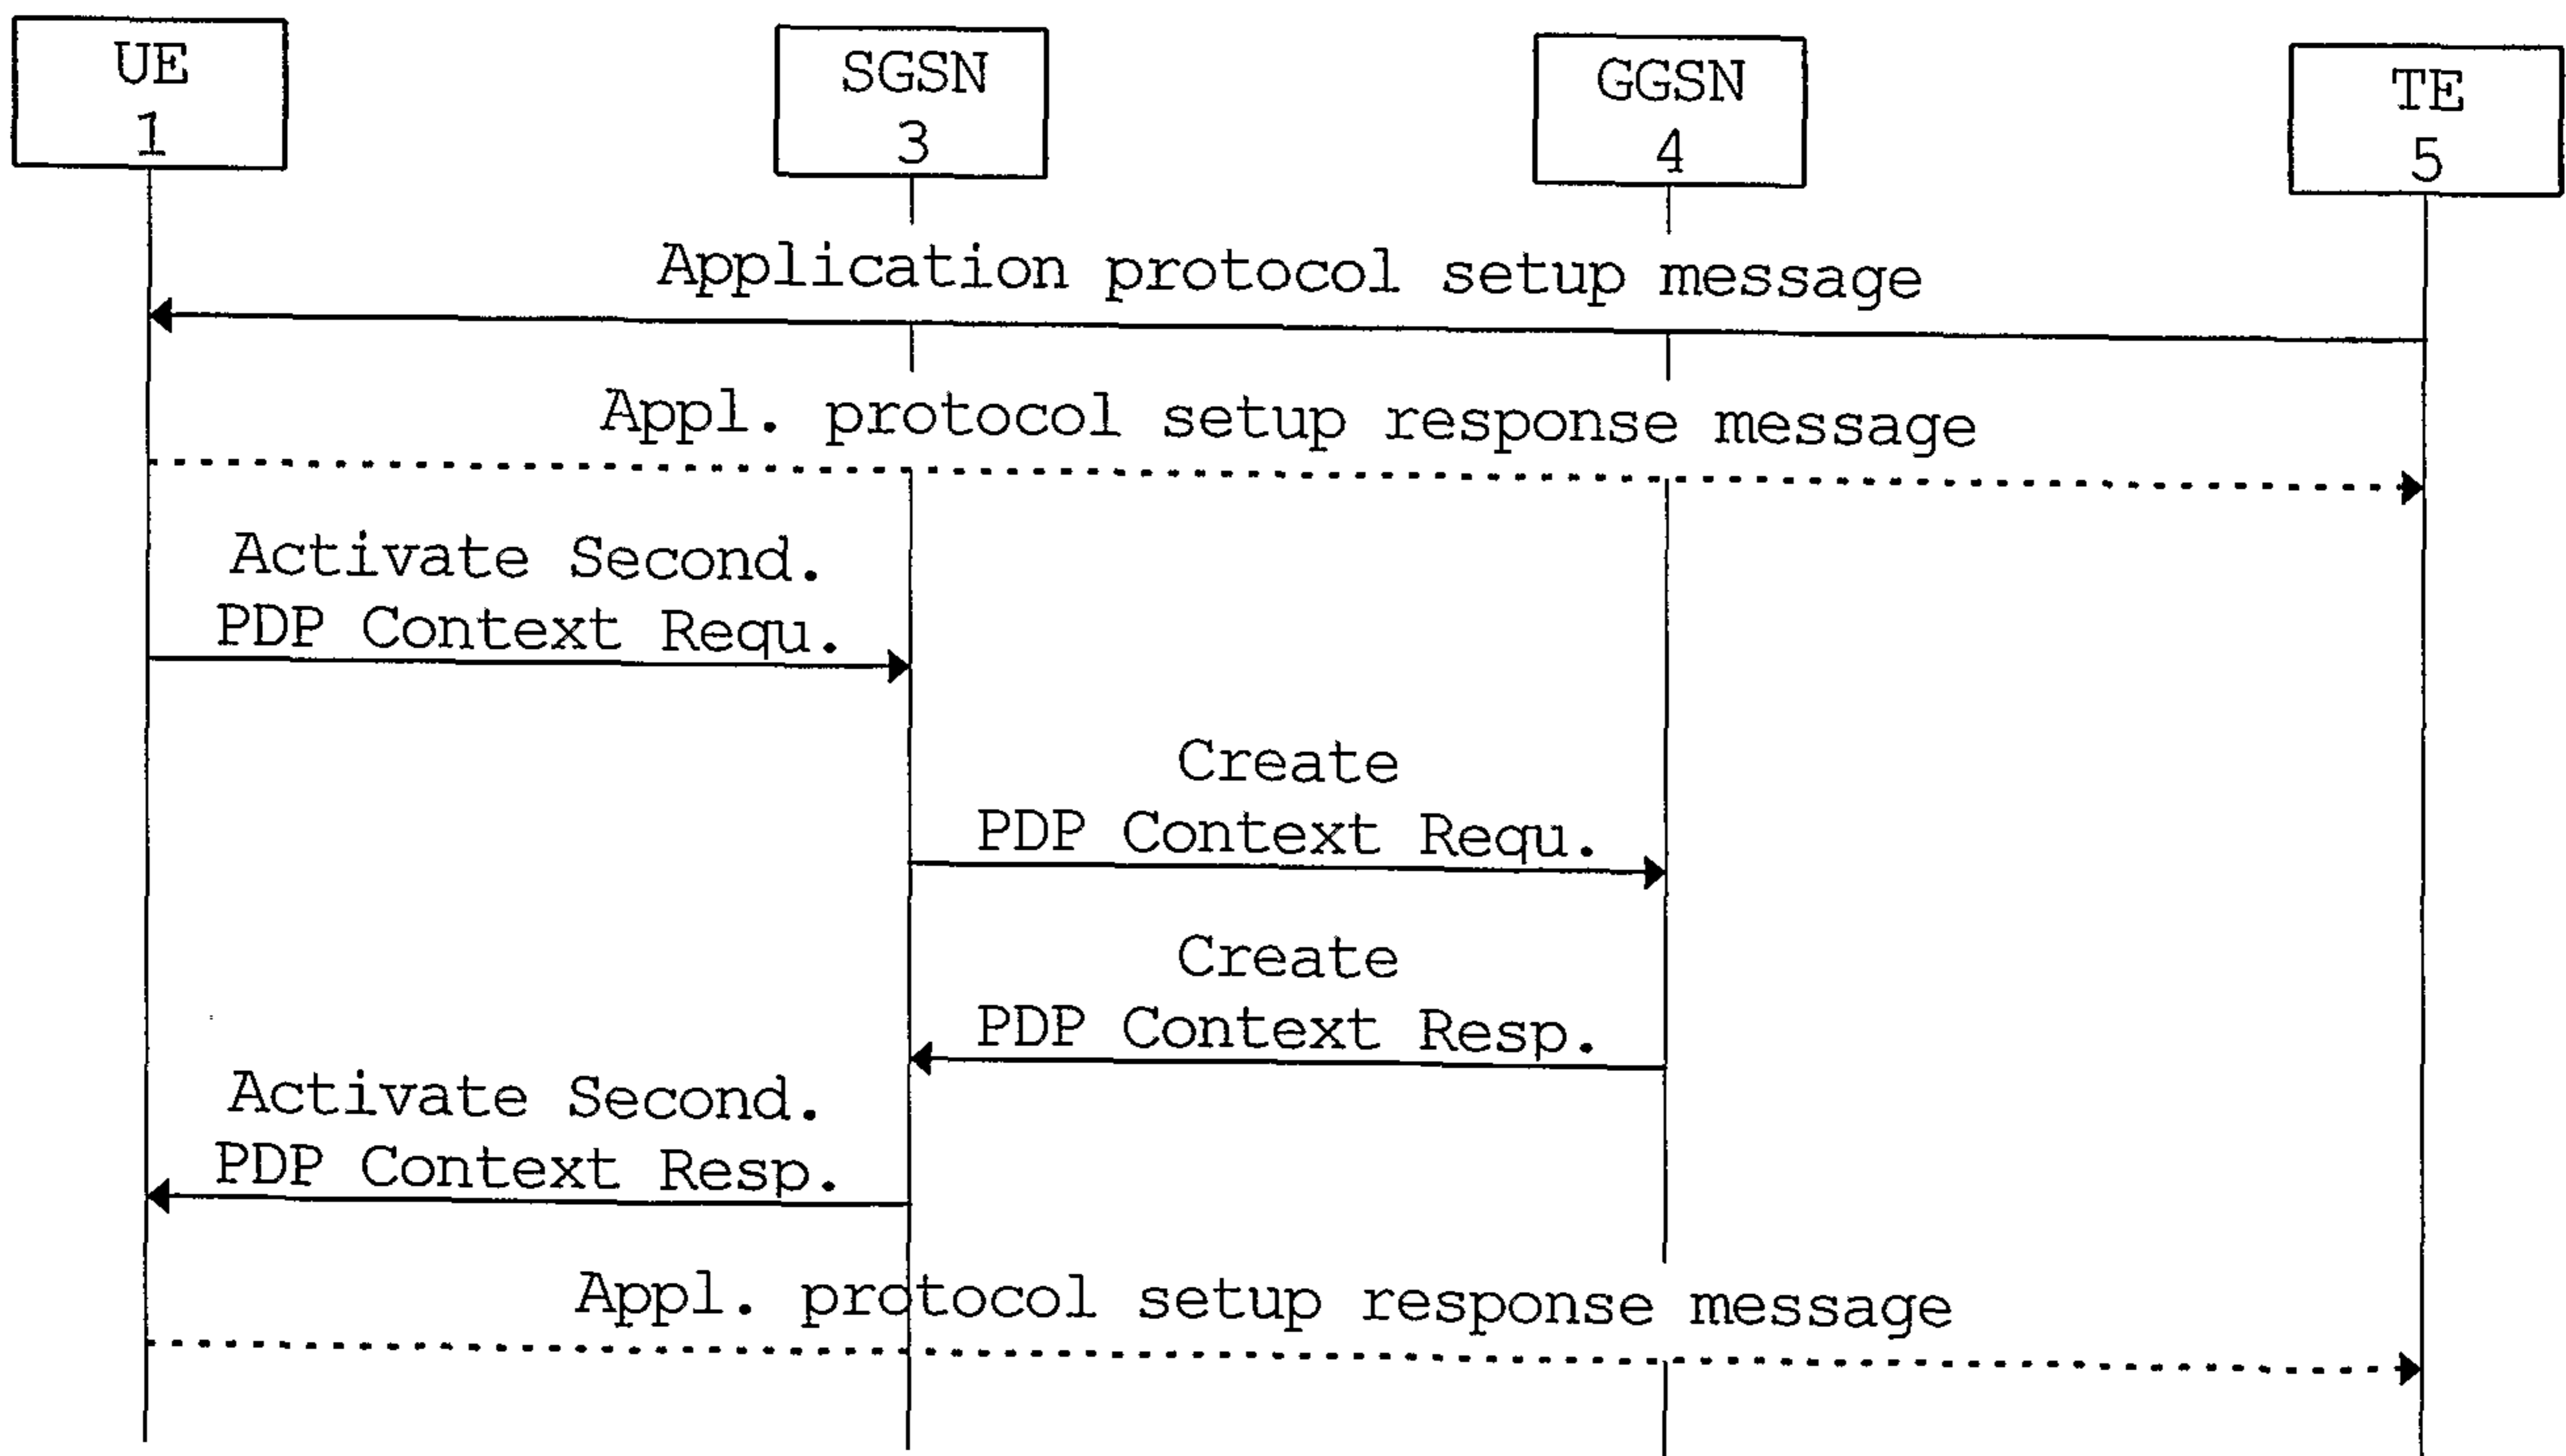 UE
1
SGSN
3
GGSN
4
TE
5
Application protocol setup message
Appl. protocol setup response message
Activate Second.
PDP Context Requ.
Create
PDP Context Requ.
Create
PDP Context Resp.
Activate Second.
PDP Context Resp.
Appl. protocol setup response message